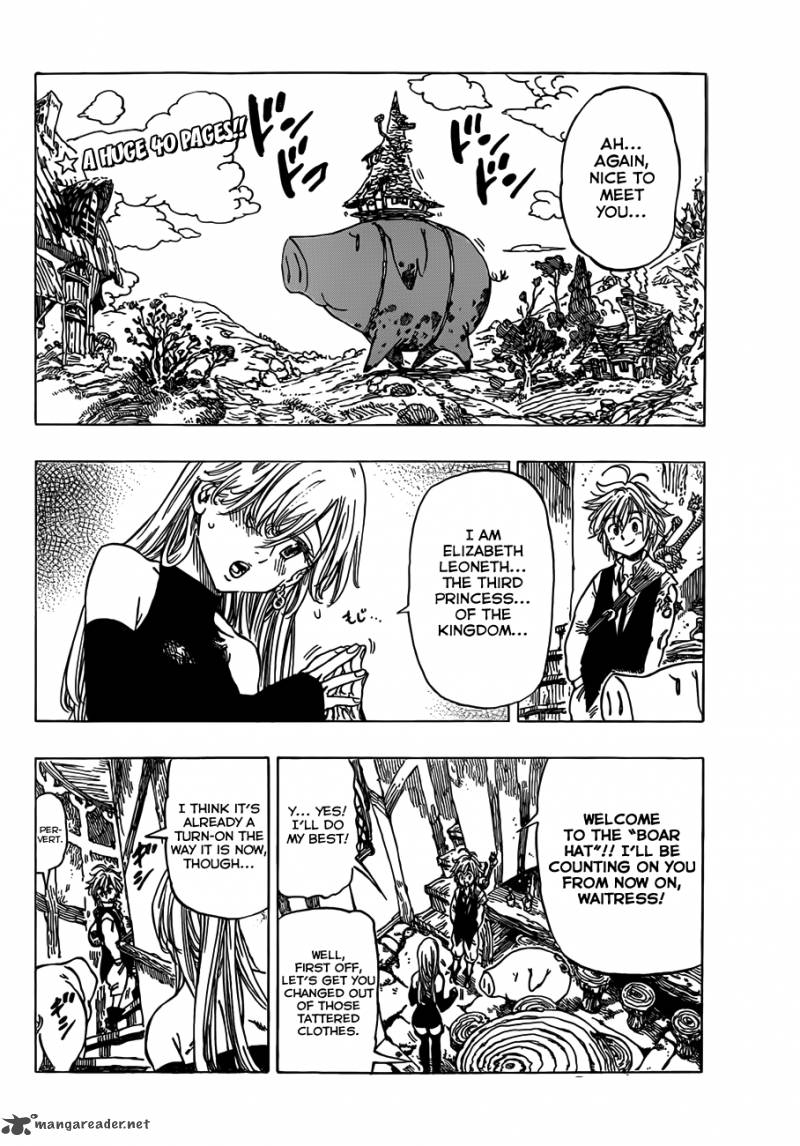 ★ A HUGE 40 PAGES!!
ドドン
ドドン
AH...
AGAIN,
NICE TO
MEET
YOU...
I AM
ELIZABETH
LEONETH...
THE THIRD
PRINCESS...
OF THE
KINGDOM...
もじ...
WELCOME
TO THE "BOAR
HAT"!! I'LL BE
COUNTING ON YOU
FROM NOW ON,
WAITRESS!
Y... YES!
I'LL DO
MY BEST!
WELL,
FIRST OFF,
LET'S GET YOU
CHANGED OUT
OF THOSE
TATTERED
CLOTHES.
I THINK IT'S
ALREADY A
TURN-ON THE
WAY IT IS NOW,
THOUGH...
PER-
VERT.
mangareader.net